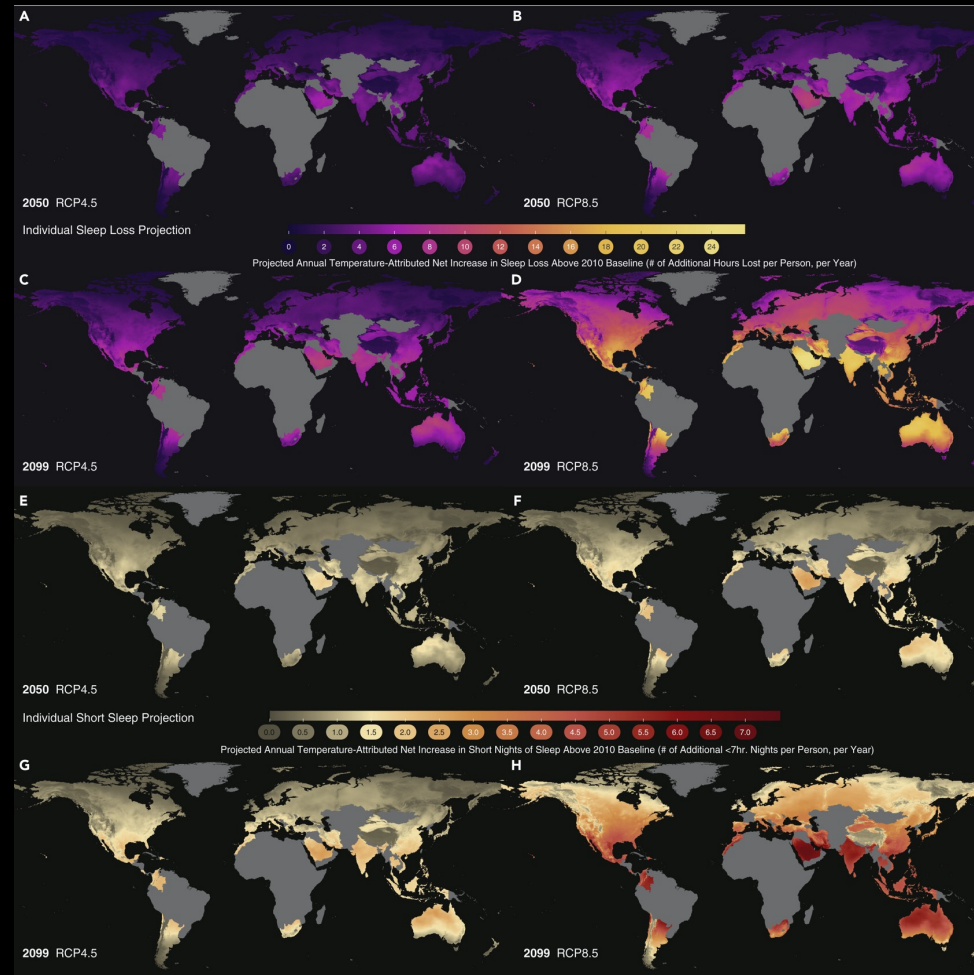 A
B
2050 RCP4.5
2050 RCP8.5
Individual Sleep Loss Projection
0 2 4 6 8 10 12 14 16 18 20 22 24
Projected Annual Temperature-Attributed Net Increase in Sleep Loss Above 2010 Baseline (# of Additional Hours Lost per Person, per Year)
C
D
2099 RCP4.5
2099 RCP8.5
E
F
2050 RCP4.5
2050 RCP8.5
Individual Short Sleep Projection
0.0 0.5 1.0 1.5 2.0 2.5 3.0 3.5 4.0 4.5 5.0 5.5 6.0 6.5 7.0
Projected Annual Temperature-Attributed Net Increase in Short Nights of Sleep Above 2010 Baseline (# of Additional <7hr. Nights per Person, per Year)
G
H
2099 RCP4.5
2099 RCP8.5